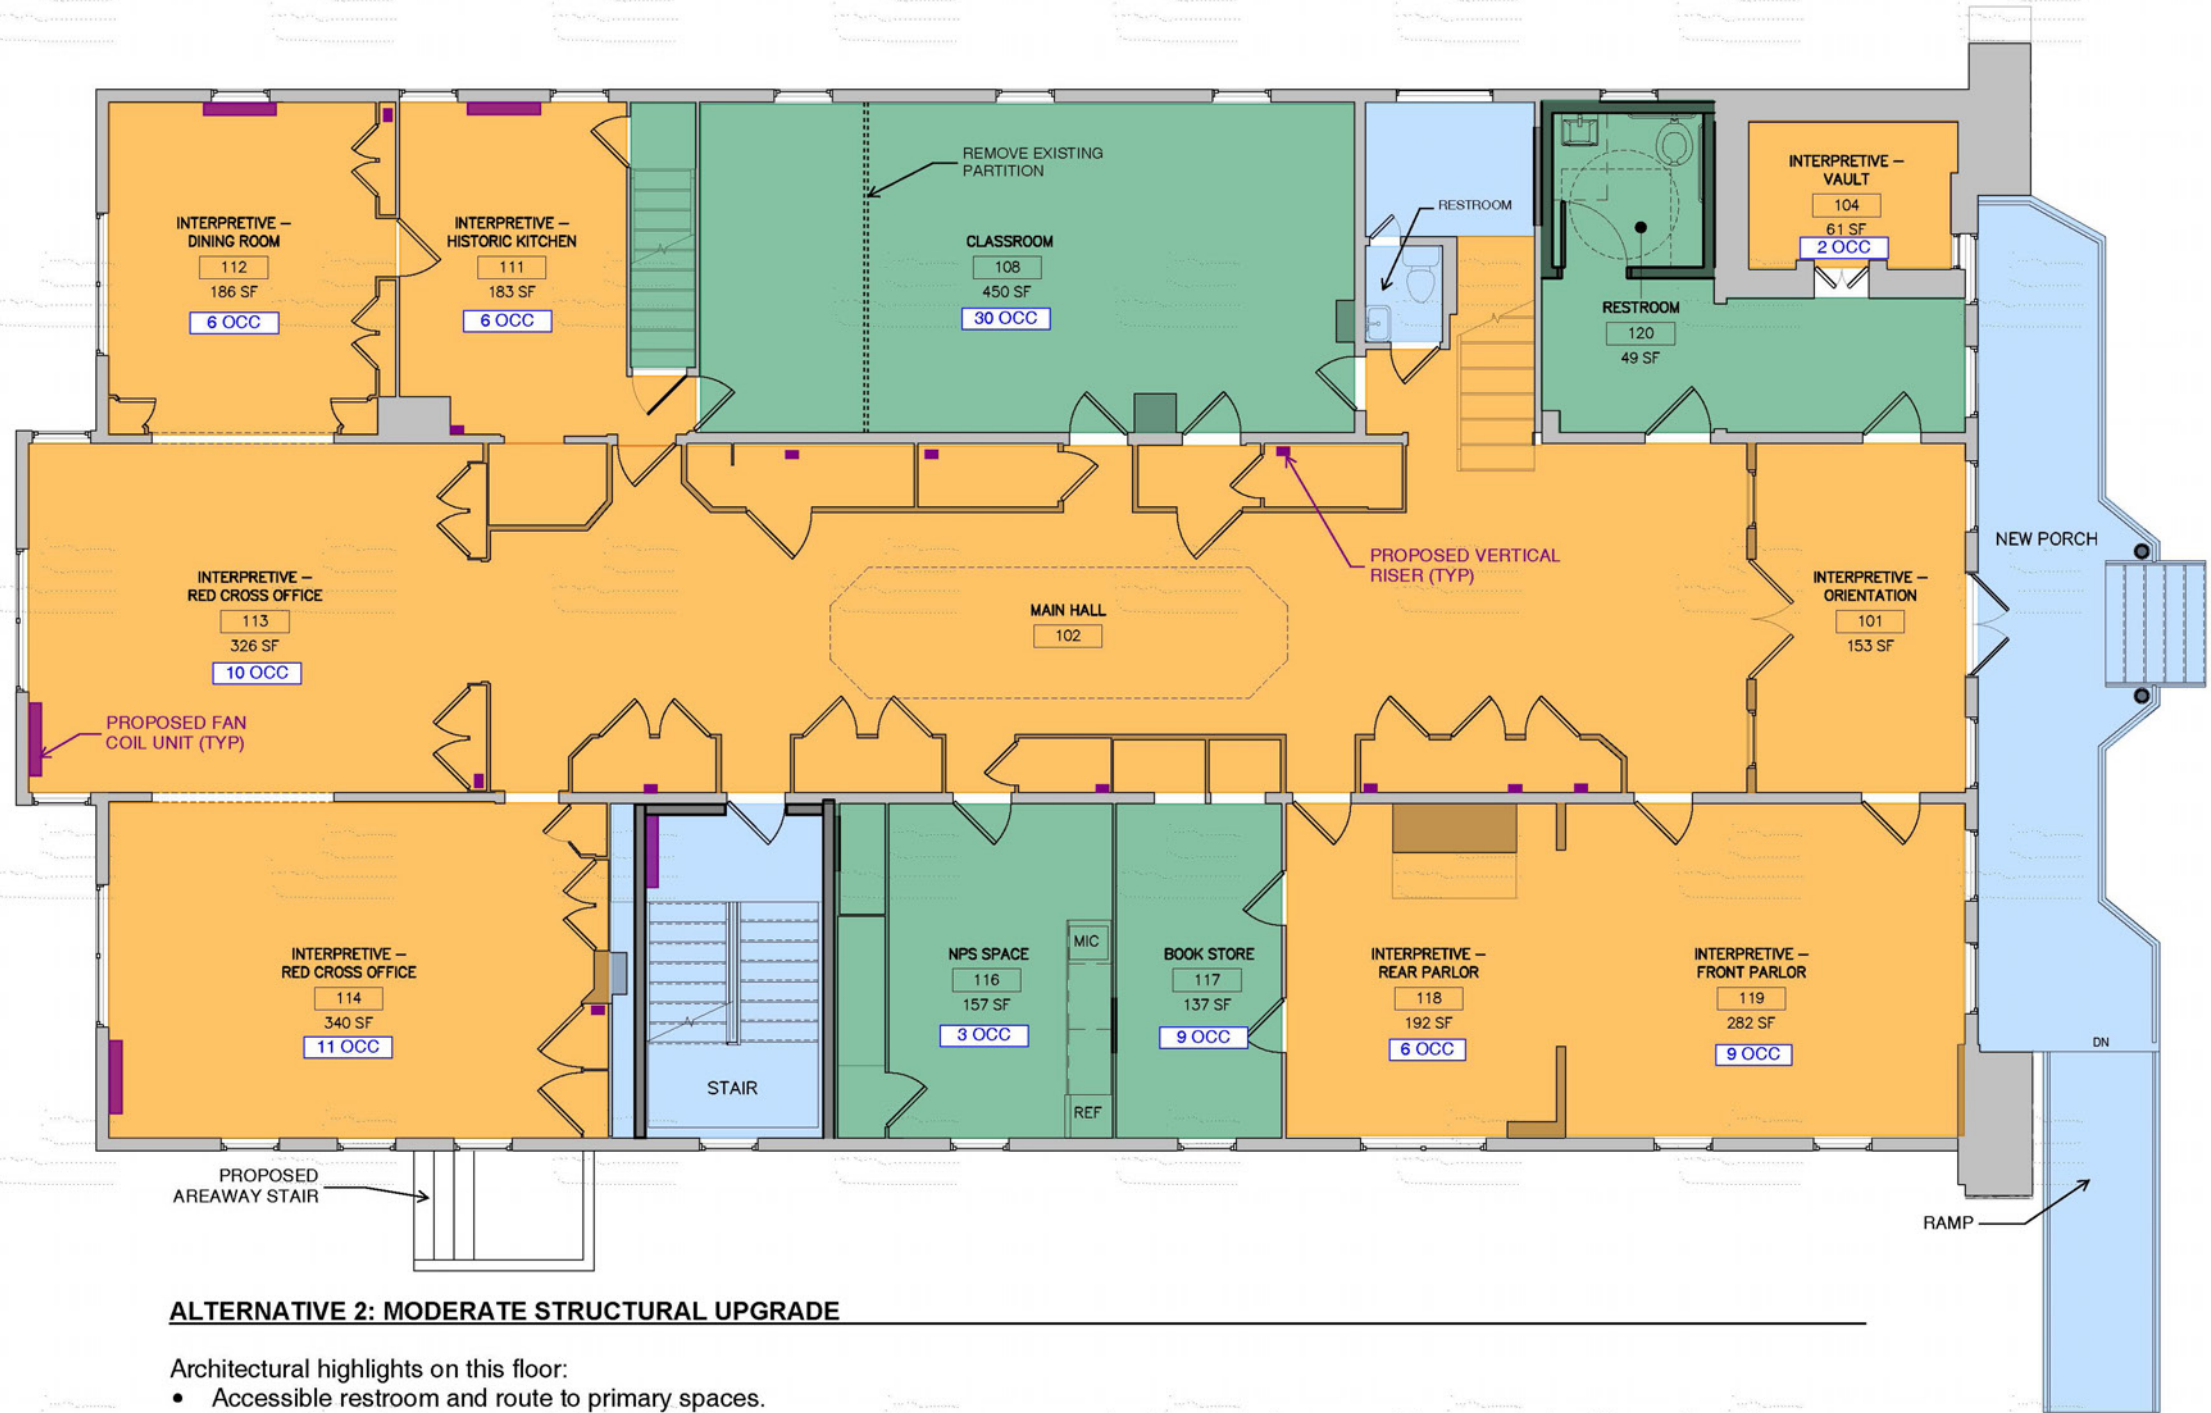 REMOVE EXISTING
PARTITION
INTERPRETIVE –
VAULT
104
61 SF
2 OCC
INTERPRETIVE –
DINING ROOM
112
186 SF
6 OCC
INTERPRETIVE –
HISTORIC KITCHEN
111
183 SF
6 OCC
CLASSROOM
108
450 SF
30 OCC
RESTROOM
RESTROOM
120
49 SF
NEW PORCH
PROPOSED VERTICAL
RISER (TYP)
INTERPRETIVE –
RED CROSS OFFICE
113
326 SF
10 OCC
MAIN HALL
102
INTERPRETIVE –
ORIENTATION
101
153 SF
PROPOSED FAN
COIL UNIT (TYP)
INTERPRETIVE –
RED CROSS OFFICE
114
340 SF
11 OCC
STAIR
NPS SPACE
116
157 SF
3 OCC
MIC
REF
BOOK STORE
117
137 SF
9 OCC
INTERPRETIVE –
REAR PARLOR
118
192 SF
6 OCC
INTERPRETIVE –
FRONT PARLOR
119
282 SF
9 OCC
DN
PROPOSED
AREAWAY STAIR
RAMP
ALTERNATIVE 2: MODERATE STRUCTURAL UPGRADE
Architectural highlights on this floor:
• Accessible restroom and route to primary spaces.